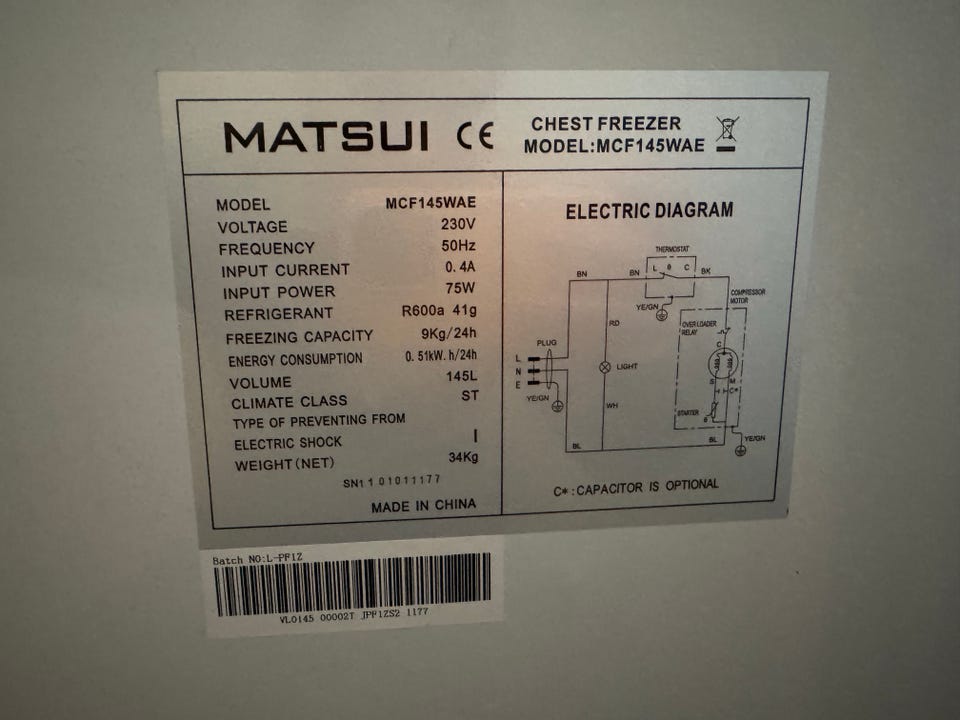 MATSUI CE
CHEST FREEZER
MODEL:MCF145WAE
MODEL MCF145WAE
VOLTAGE 230V
FREQUENCY 50Hz
INPUT CURRENT 0.4A
INPUT POWER 75W
REFRIGERANT R600a 41g
FREEZING CAPACITY 9Kg/24h
ENERGY CONSUMPTION 0.51kW.h/24h
VOLUME 145L
CLIMATE CLASS ST
TYPE OF PREVENTING FROM
ELECTRIC SHOCK I
WEIGHT(NET) 34Kg
SN1 1 01011177
MADE IN CHINA
ELECTRIC DIAGRAM
THERMOSTAT
BN BN L θ C BK
COMPRESSOR
MOTOR
YE/GN
RD
OVER LOADER
RELAY
PLUG
C
L
N
E
LIGHT
S M
C*
YE/GN
WH
STARTER
θ
BL BL YE/GN
C*:CAPACITOR IS OPTIONAL
Batch NO:L-PF1Z
VL0145 00002T JPF1ZS2 1177